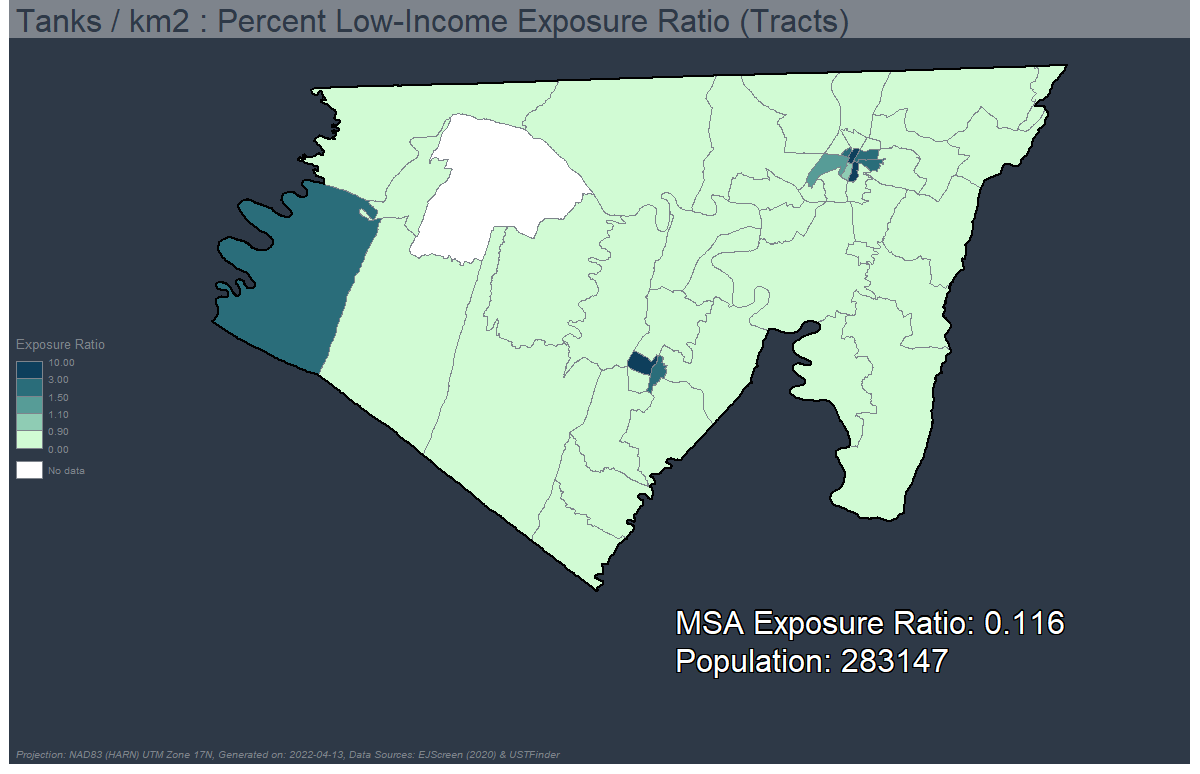 Tanks / km2 : Percent Low-Income Exposure Ratio (Tracts)
Exposure Ratio
10.00
3.00
1.50
1.10
0.90
0.00
No data
MSA Exposure Ratio: 0.116
Population: 283147
Projection: NAD83 (HARN) UTM Zone 17N, Generated on: 2022-04-13, Data Sources: EJScreen (2020) & USTFinder